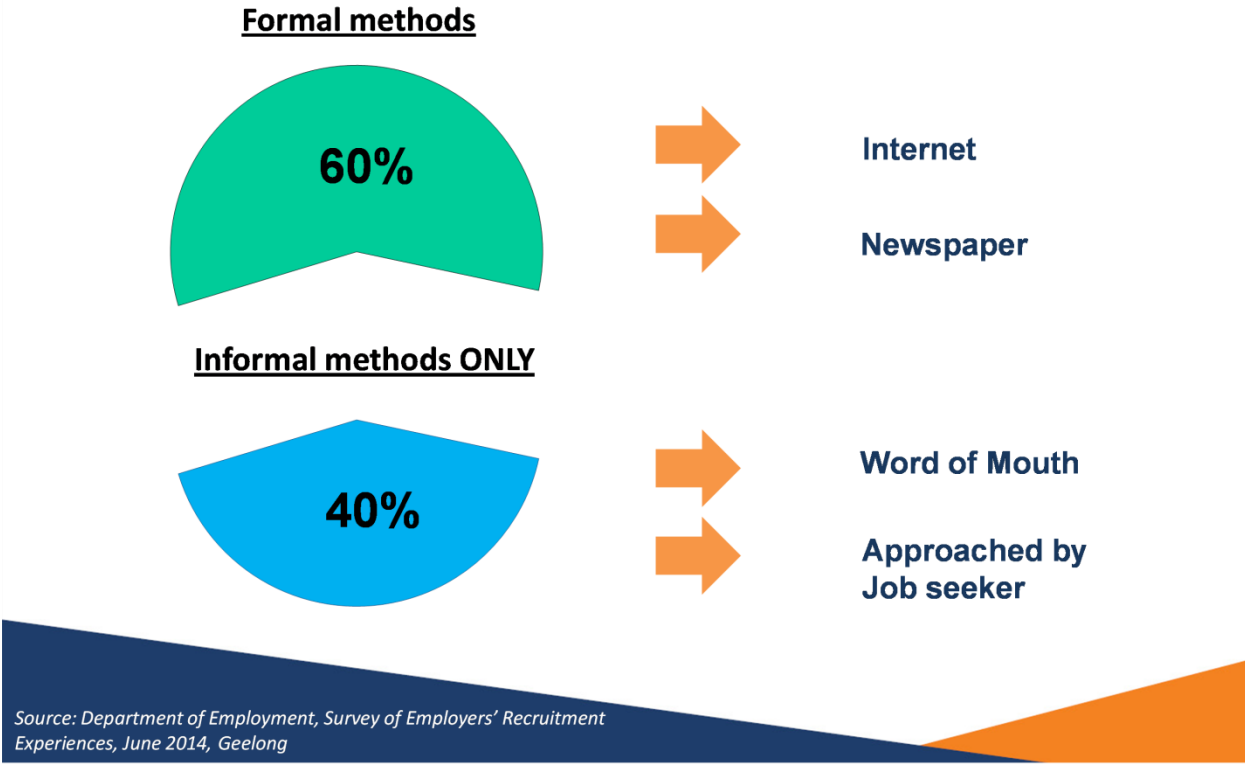 Formal methods
60%
Internet
Newspaper
Informal methods ONLY
40%
Word of Mouth
Approached by
Job seeker
Source: Department of Employment, Survey of Employers’ Recruitment
Experiences, June 2014, Geelong